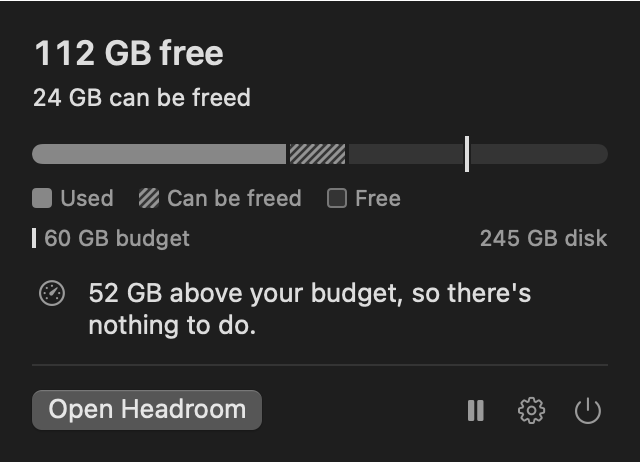 112 GB free
24 GB can be freed
Used Can be freed Free
60 GB budget 245 GB disk
52 GB above your budget, so there's
nothing to do.
Open Headroom